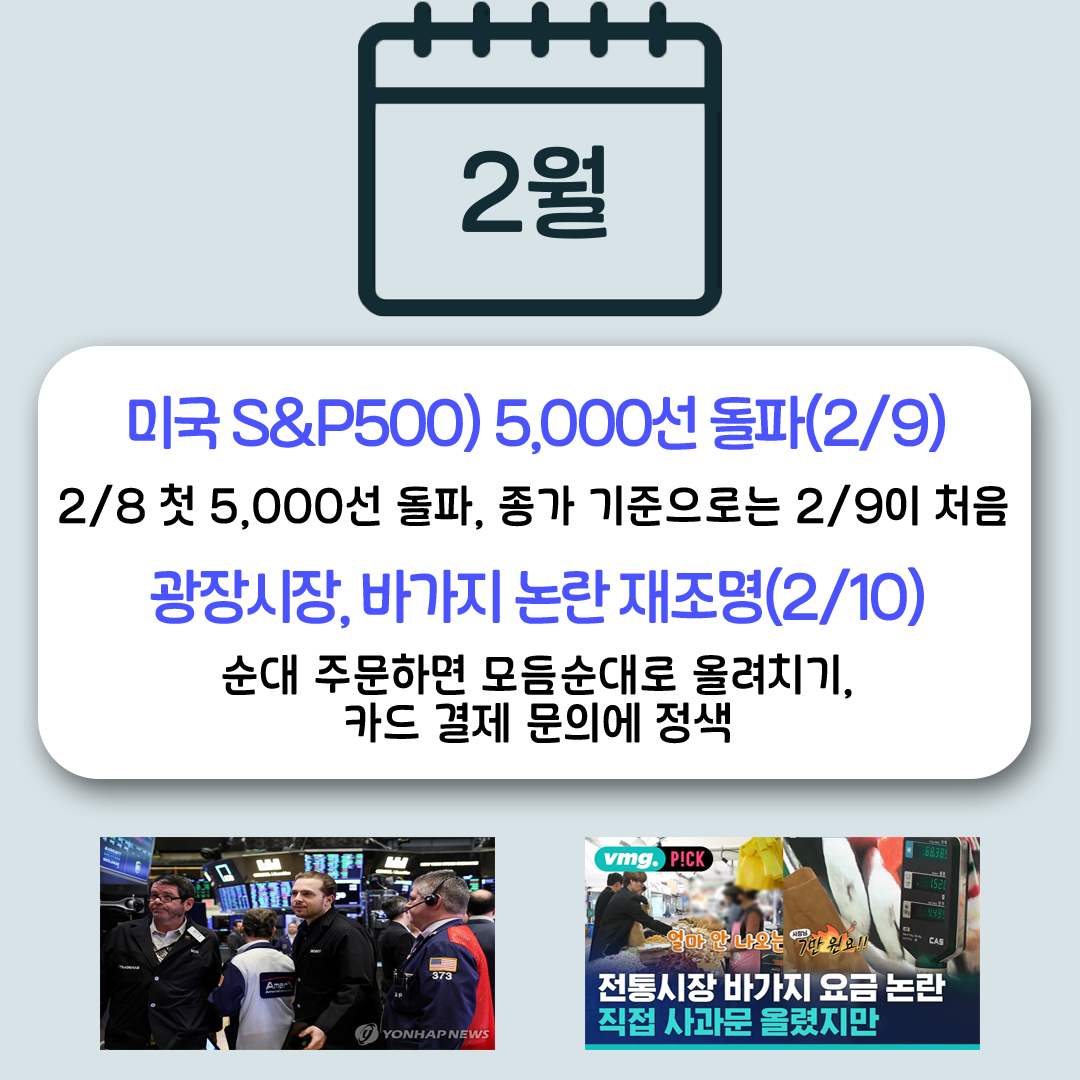 2월
미국 S&P500) 5,000선 돌파(2/9)
2/8 첫 5,000선 돌파, 종가 기준으로는 2/9이 처음
광장시장, 바가지 논란 재조명(2/10)
순대 주문하면 모듬순대로 올려치기,
카드 결제 문의에 정색
373
YONHAP NEWS
vmg. P!CK
얼마 안 나오는
사장님
7만 원요!!
CAS
전통시장 바가지 요금 논란
직접 사과문 올렸지만